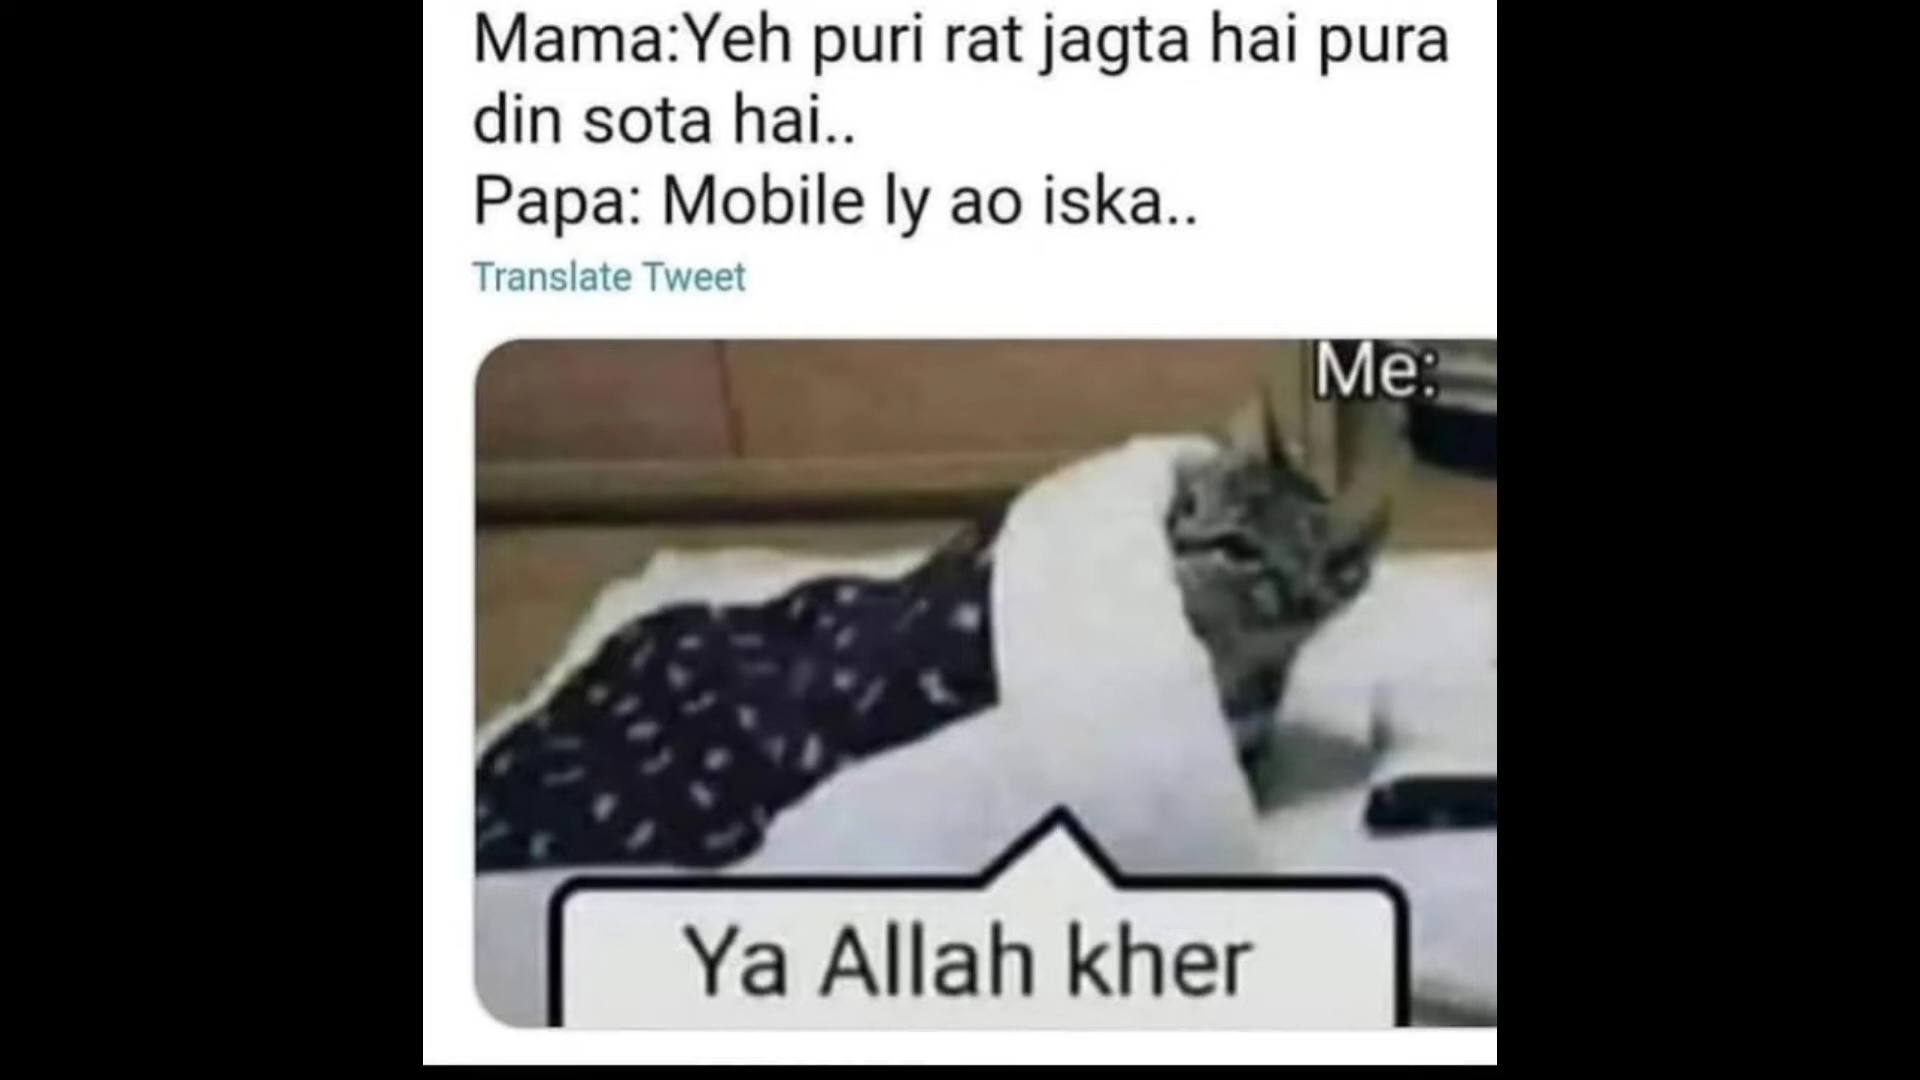 Mama:Yeh puri rat jagta hai pura
din sota hai..
Papa: Mobile ly ao iska..
Translate Tweet
Me:
Ya Allah kher